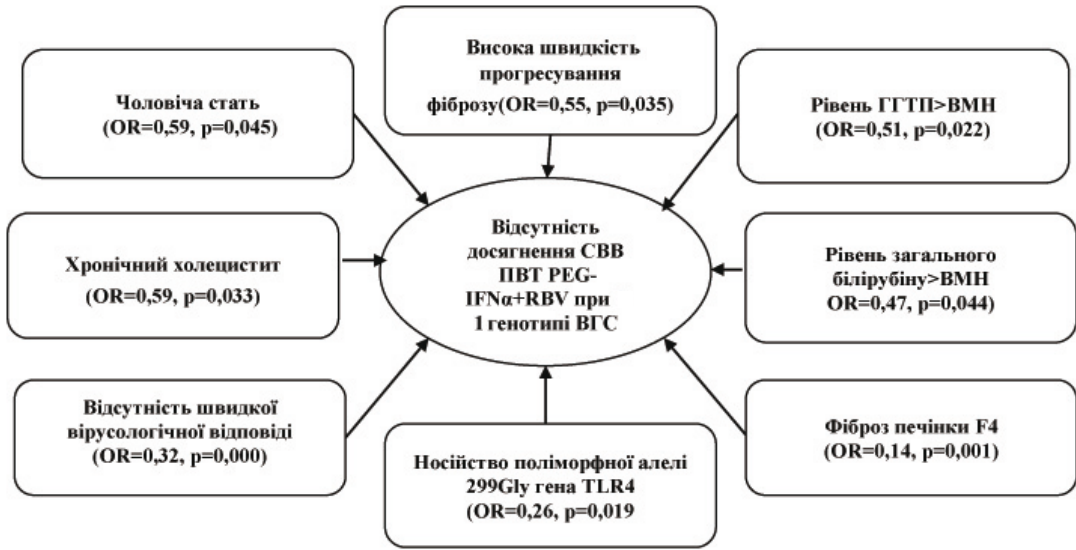 Висока швидкість
прогресування
фіброзу(OR=0,55, p=0,035)
Чоловіча стать
(OR=0,59, p=0,045)
Рівень ГГТП>ВМН
(OR=0,51, p=0,022)
Хронічний холецистит
(OR=0,59, p=0,033)
Відсутність
досягнення СВВ
ПВТ PEG-
IFNα+RBV при
1 генотипі ВГС
Рівень загального
білірубіну>ВМН
OR=0,47, p=0,044)
Відсутність швидкої
вірусологічної відповіді
(OR=0,32, p=0,000)
Носійство поліморфної алелі
299Gly гена TLR4
(OR=0,26, p=0,019
Фіброз печінки F4
(OR=0,14, p=0,001)